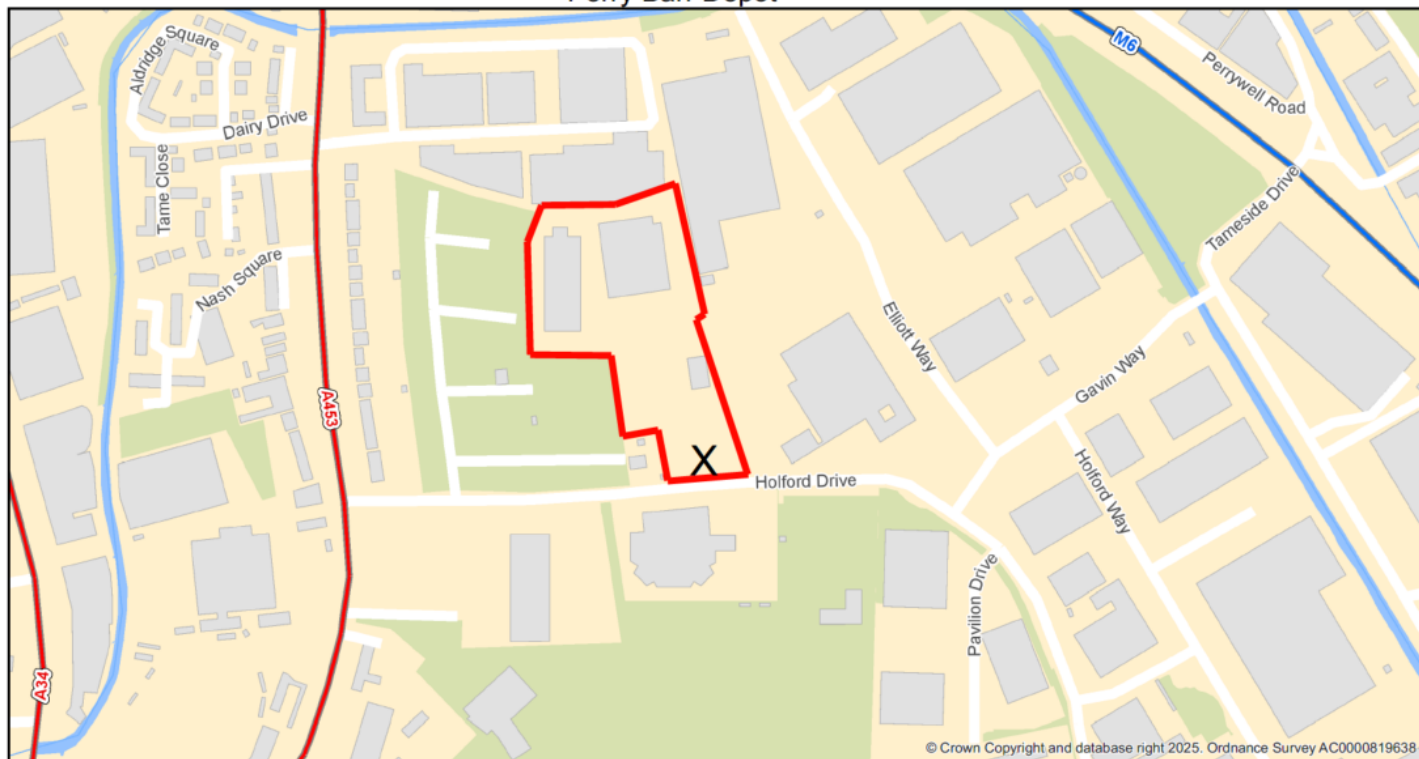 Perry Barr Depot
M6
Aldridge
Square
Perrywell Road
Dairy Drive
Tame Close
Tameside Drive
Nash Square
Elliott Way
Gavin Way
A453
X
Holford Drive
Holford Way
Pavilion Drive
A34
© Crown Copyright and database right 2025. Ordnance Survey AC0000819638